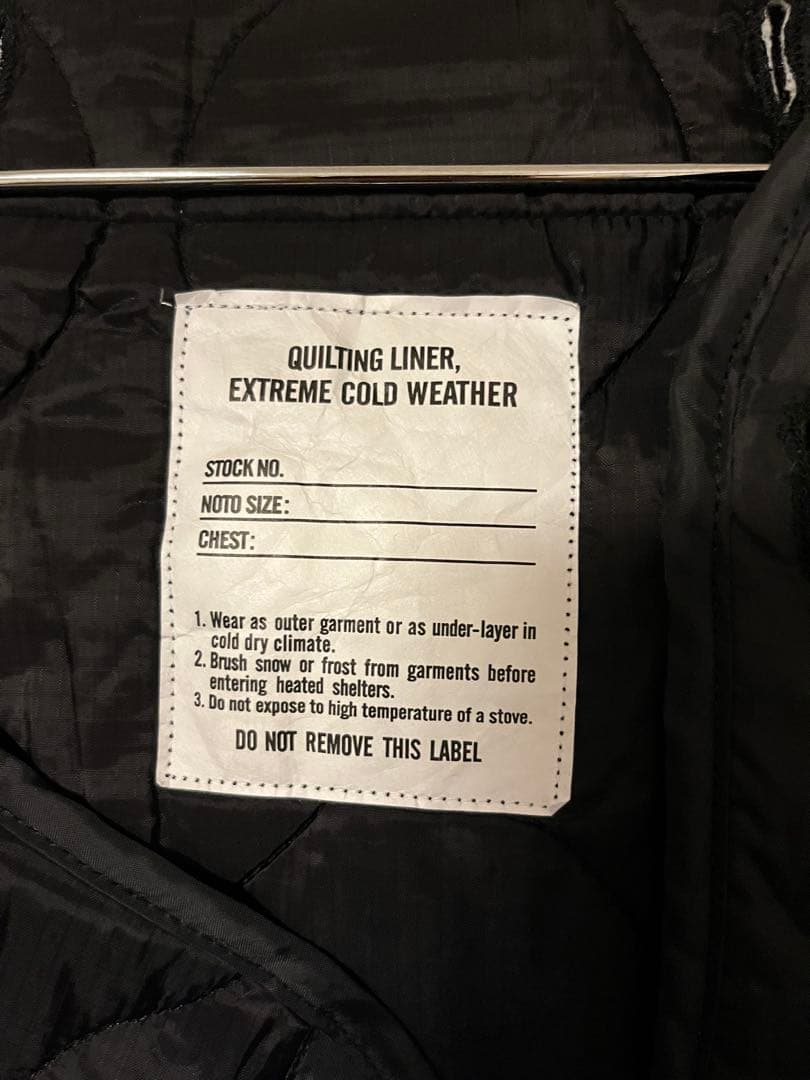 QUILTING LINER,
EXTREME COLD WEATHER
STOCK NO.
NOTO SIZE:
CHEST:
1. Wear as outer garment or as under-layer in
cold dry climate.
2. Brush snow or frost from garments before
entering heated shelters.
3. Do not expose to high temperature of a stove.
DO NOT REMOVE THIS LABEL